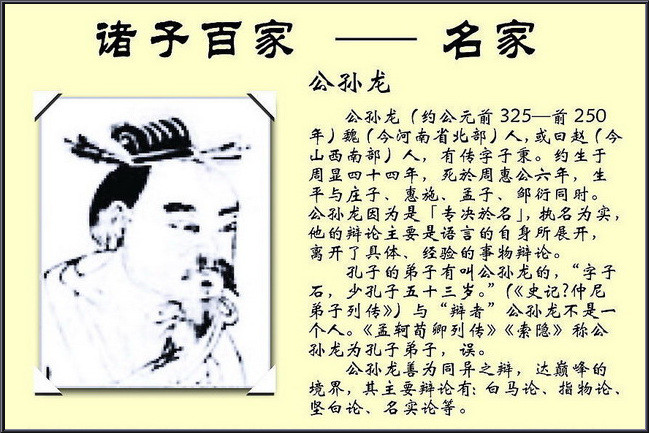 诸子百家 —— 名家
公孙龙
公孙龙（约公元前325—前250
年）魏（今河南省北部）人，或曰赵（今
山西南部）人，有传字子秉。约生于
周显四十四年，死於周惠公六年，生
平与庄子、惠施、孟子、邹衍同时。
公孙龙因为是「专决於名」，执名为实，
他的辩论主要是语言的自身所展开，
离开了具体、经验的事物辩论。
孔子的弟子有叫公孙龙的，“字子
石，少孔子五十三岁。”（《史记?仲尼
弟子列传》）与“辩者”公孙龙不是一
个人。《孟轲荀卿列传》《索隐》称公
孙龙为孔子弟子，误。
公孙龙善为同异之辩，达巅峰的
境界，其主要辩论有：白马论、指物论、
坚白论、名实论等。